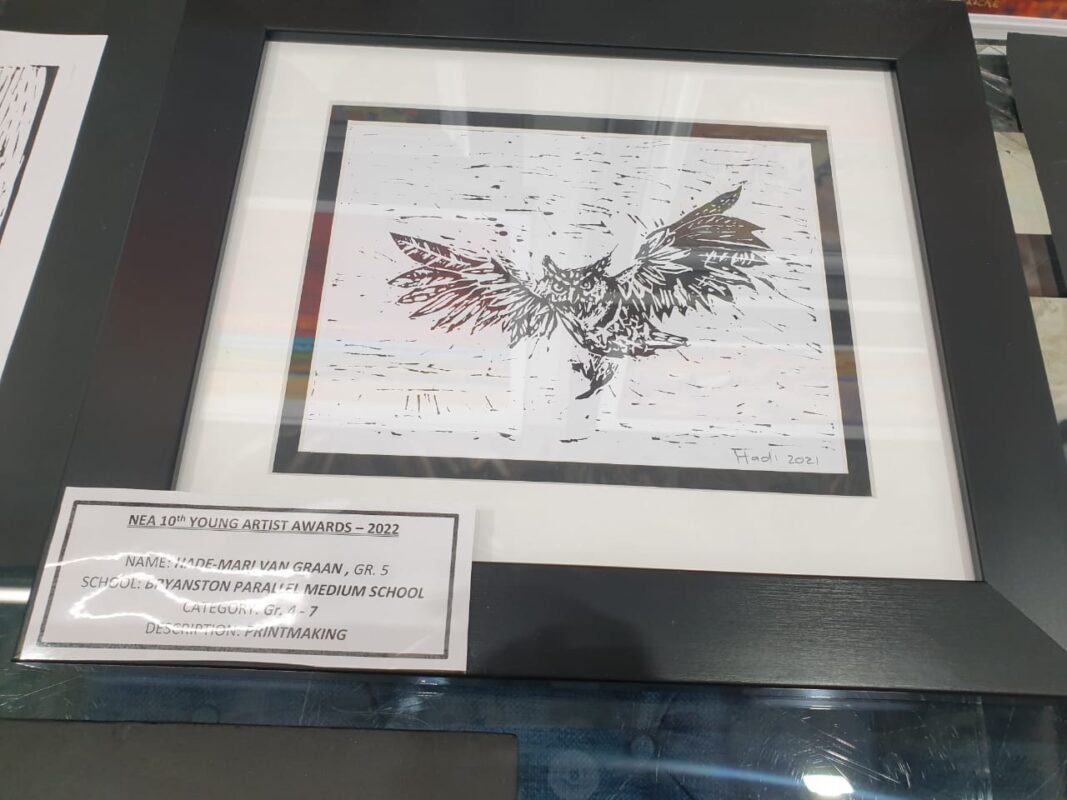 Hadi 2021
NEA 10th YOUNG ARTIST AWARDS – 2022
NAME: HADE-MARI VAN GRAAN , GR. 5
SCHOOL: BRYANSTON PARALLEL MEDIUM SCHOOL
CATEGORY: Gr. 4 - 7
DESCRIPTION: PRINTMAKING